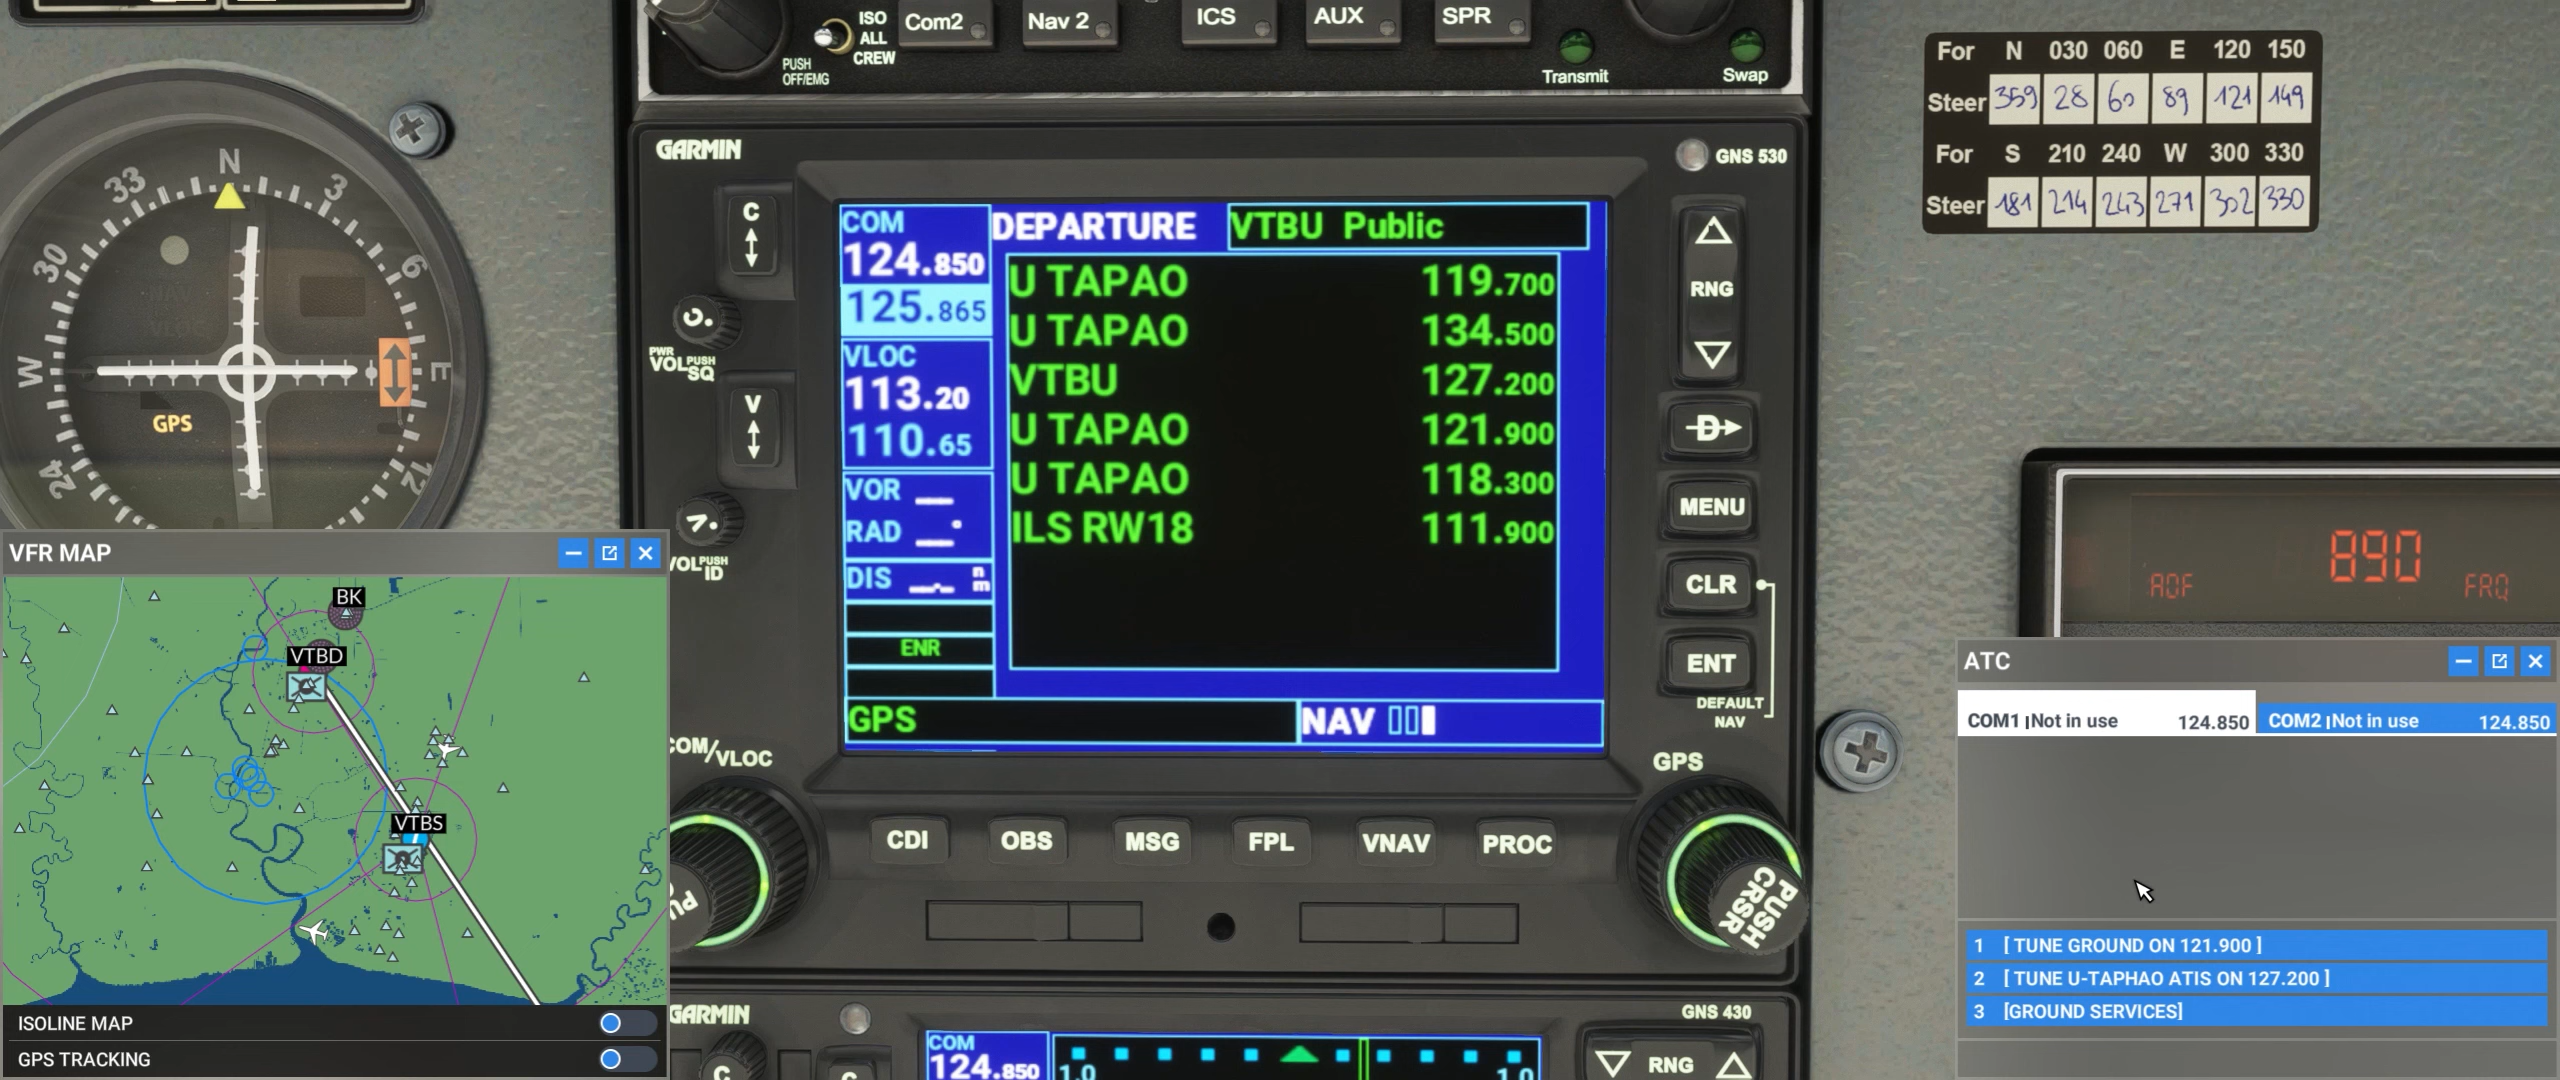 ISO
ALL
CREW
PUSH
OFF/EMG
Com2
Nav 2
ICS
AUX
SPR
Transmit
Swap
For N 030 060 E 120 150
Steer 359 28 60 89 121 149
For S 210 240 W 300 330
Steer 181 214 243 271 302 330
GARMIN
GNS 530
N
33
3
30
6
W
E
24
12
GPS
C
PWR
VOL PUSH
SQ
V
VOL PUSH
ID
COM
124.850
125.865
VLOC
113.20
110.65
VOR
RAD
DIS
nm
ENR
GPS
DEPARTURE VTBU Public
U TAPAO 119.700
U TAPAO 134.500
VTBU 127.200
U TAPAO 121.900
U TAPAO 118.300
ILS RW18 111.900
NAV
RNG
D
MENU
CLR
ENT
DEFAULT
NAV
COM/VLOC
GPS
CDI
OBS
MSG
FPL
VNAV
PROC
PU
PUSH
CRSR
ADF
890
FRQ
VFR MAP
BK
VTBD
VTBS
ISOLINE MAP
GPS TRACKING
ATC
COM1 | Not in use 124.850
COM2 | Not in use 124.850
1 [ TUNE GROUND ON 121.900 ]
2 [ TUNE U-TAPHAO ATIS ON 127.200 ]
3 [GROUND SERVICES]
GARMIN
GNS 430
C
C
COM
124.850
1.0
1.0
RNG